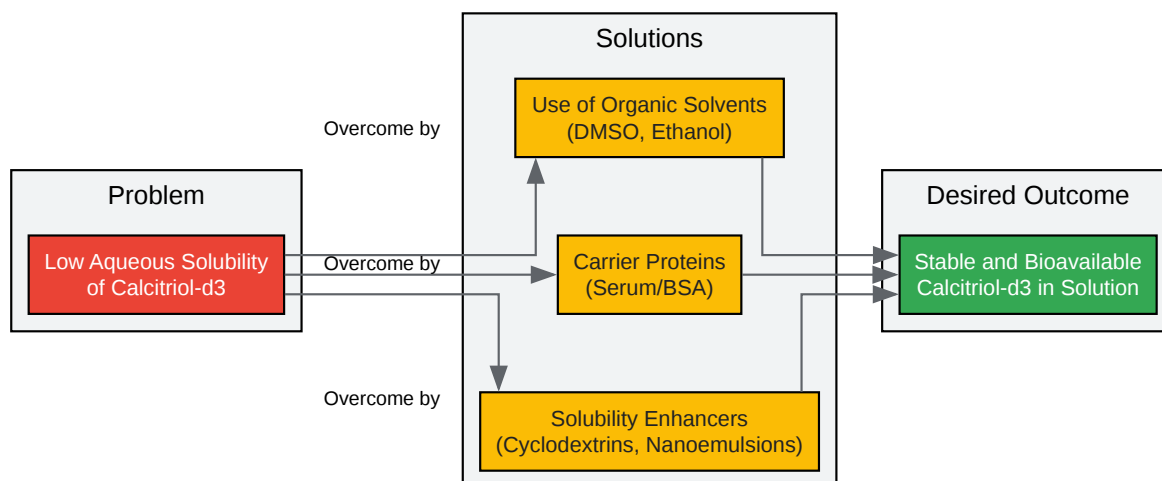 Problem
Low Aqueous Solubility
of Calcitriol-d3
Overcome by
Overcome by
Overcome by
Solutions
Use of Organic Solvents
(DMSO, Ethanol)
Carrier Proteins
(Serum/BSA)
Solubility Enhancers
(Cyclodextrins, Nanoemulsions)
Desired Outcome
Stable and Bioavailable
Calcitriol-d3 in Solution